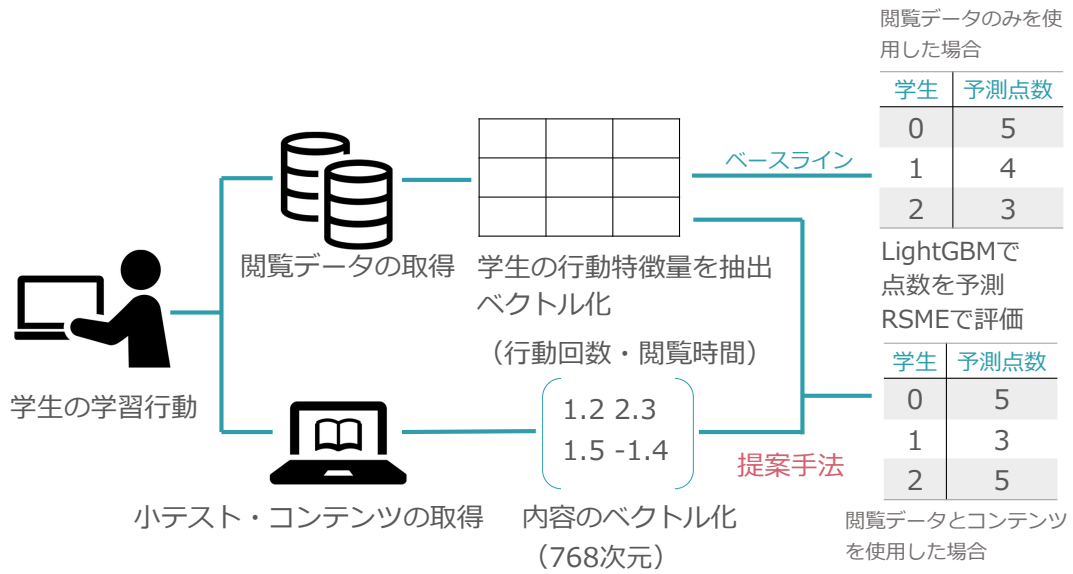 閲覧データのみを使
用した場合
学生 予測点数
0 5
1 4
2 3
ベースライン
閲覧データの取得
学生の行動特徴量を抽出
ベクトル化
（行動回数・閲覧時間）
LightGBMで
点数を予測
RSMEで評価
学生の学習行動
1.2 2.3
1.5 -1.4
提案手法
学生 予測点数
0 5
1 3
2 5
小テスト・コンテンツの取得
内容のベクトル化
（768次元）
閲覧データとコンテンツ
を使用した場合